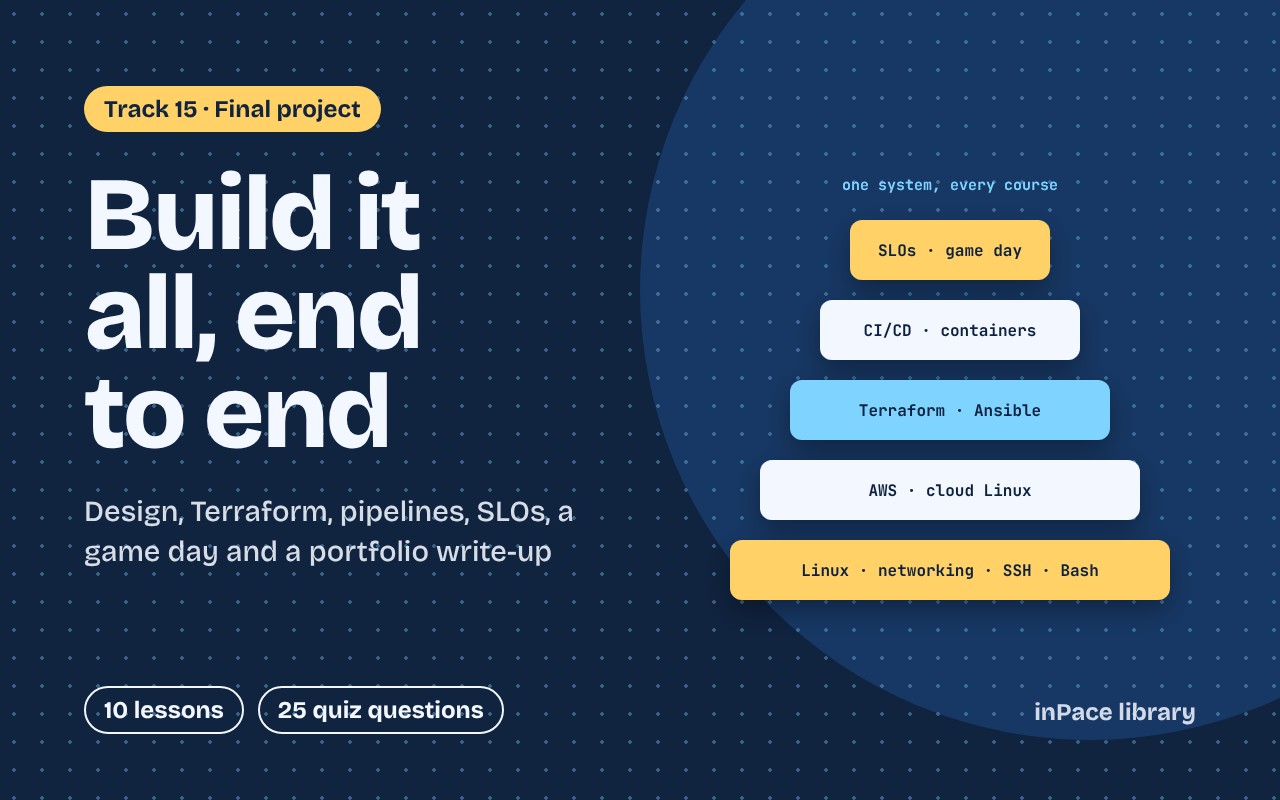 Track 15 · Final project
Build it
all, end
to end
Design, Terraform, pipelines, SLOs, a
game day and a portfolio write-up
10 lessons
25 quiz questions
one system, every course
SLOs · game day
CI/CD · containers
Terraform · Ansible
AWS · cloud Linux
Linux · networking · SSH · Bash
inPace library